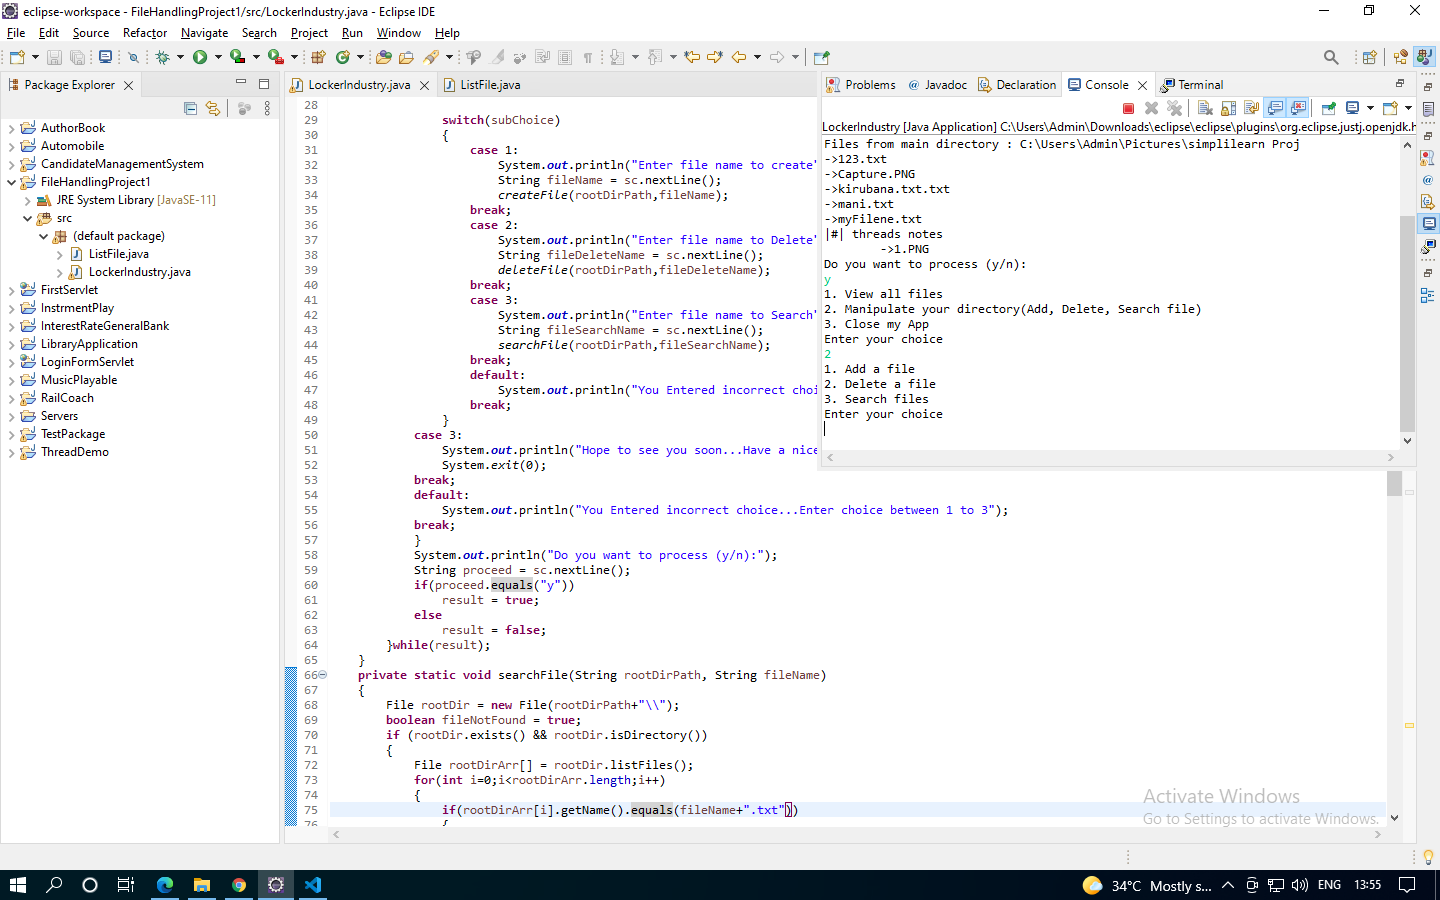 eclipse-workspace - FileHandlingProject1/src/LockerIndustry.java - Eclipse IDE
File Edit Source Refactor Navigate Search Project Run Window Help
Package Explorer
AuthorBook
Automobile
CandidateManagementSystem
FileHandlingProject1
JRE System Library [JavaSE-11]
src
(default package)
ListFile.java
LockerIndustry.java
FirstServlet
InstrmentPlay
InterestRateGeneralBank
LibraryApplication
LoginFormServlet
MusicPlayable
RailCoach
Servers
TestPackage
ThreadDemo
LockerIndustry.java ListFile.java
28
29 switch(subChoice)
30 {
31 case 1:
32 System.out.println("Enter file name to create"
33 String fileName = sc.nextLine();
34 createFile(rootDirPath,fileName);
35 break;
36 case 2:
37 System.out.println("Enter file name to Delete"
38 String fileDeleteName = sc.nextLine();
39 deleteFile(rootDirPath,fileDeleteName);
40 break;
41 case 3:
42 System.out.println("Enter file name to Search"
43 String fileSearchName = sc.nextLine();
44 searchFile(rootDirPath,fileSearchName);
45 break;
46 default:
47 System.out.println("You Entered incorrect choi
48 break;
49 }
50 case 3:
51 System.out.println("Hope to see you soon...Have a nice
52 System.exit(0);
53 break;
54 default:
55 System.out.println("You Entered incorrect choice...Enter choice between 1 to 3");
56 break;
57 }
58 System.out.println("Do you want to process (y/n):");
59 String proceed = sc.nextLine();
60 if(proceed.equals("y"))
61 result = true;
62 else
63 result = false;
64 }while(result);
65 }
66 private static void searchFile(String rootDirPath, String fileName)
67 {
68 File rootDir = new File(rootDirPath+"\\");
69 boolean fileNotFound = true;
70 if (rootDir.exists() && rootDir.isDirectory())
71 {
72 File rootDirArr[] = rootDir.listFiles();
73 for(int i=0;i<rootDirArr.length;i++)
74 {
75 if(rootDirArr[i].getName().equals(fileName+".txt"))
76 {
Problems Javadoc Declaration Console Terminal
LockerIndustry [Java Application] C:\Users\Admin\Downloads\eclipse\eclipse\plugins\org.eclipse.justj.openjdk.h
Files from main directory : C:\Users\Admin\Pictures\simplilearn Proj
->123.txt
->Capture.PNG
->kirubana.txt.txt
->mani.txt
->myFilene.txt
|#| threads notes
->1.PNG
Do you want to process (y/n):
y
1. View all files
2. Manipulate your directory(Add, Delete, Search file)
3. Close my App
Enter your choice
2
1. Add a file
2. Delete a file
3. Search files
Enter your choice
Activate Windows
Go to Settings to activate Windows.
34°C Mostly s... ENG 13:55